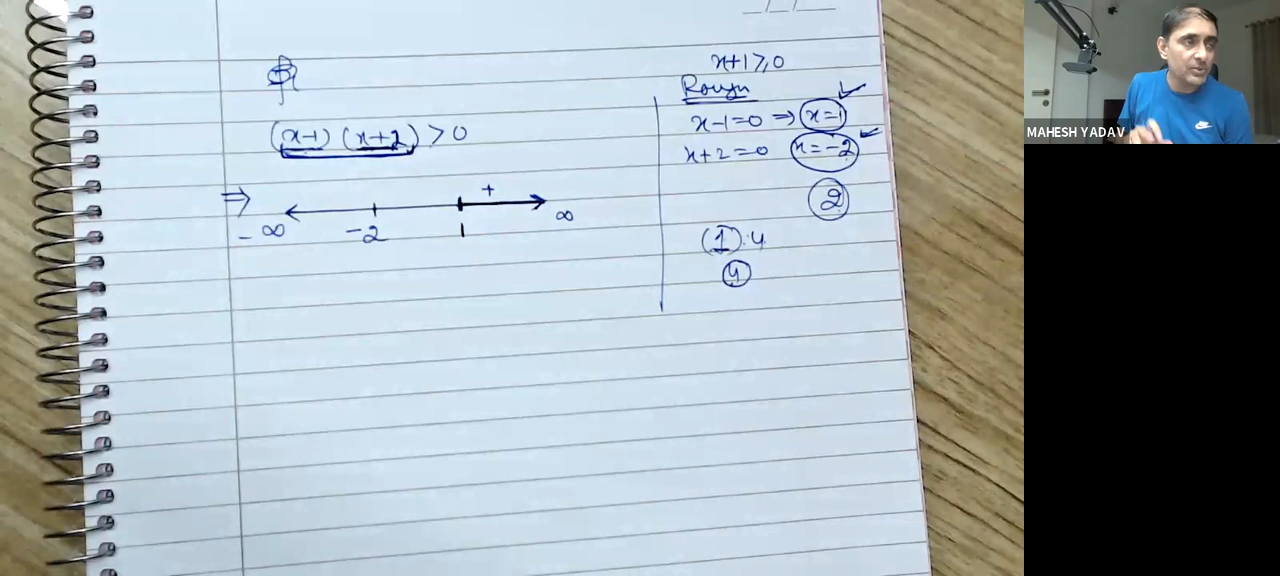 (x-1) (x+2) > 0
⇒
+
-∞ -2 1 ∞
x+1≥0
Rough
x-1=0 ⇒ x=1
x+2=0 x=-2
2
(1).4
4
MAHESH YADAV